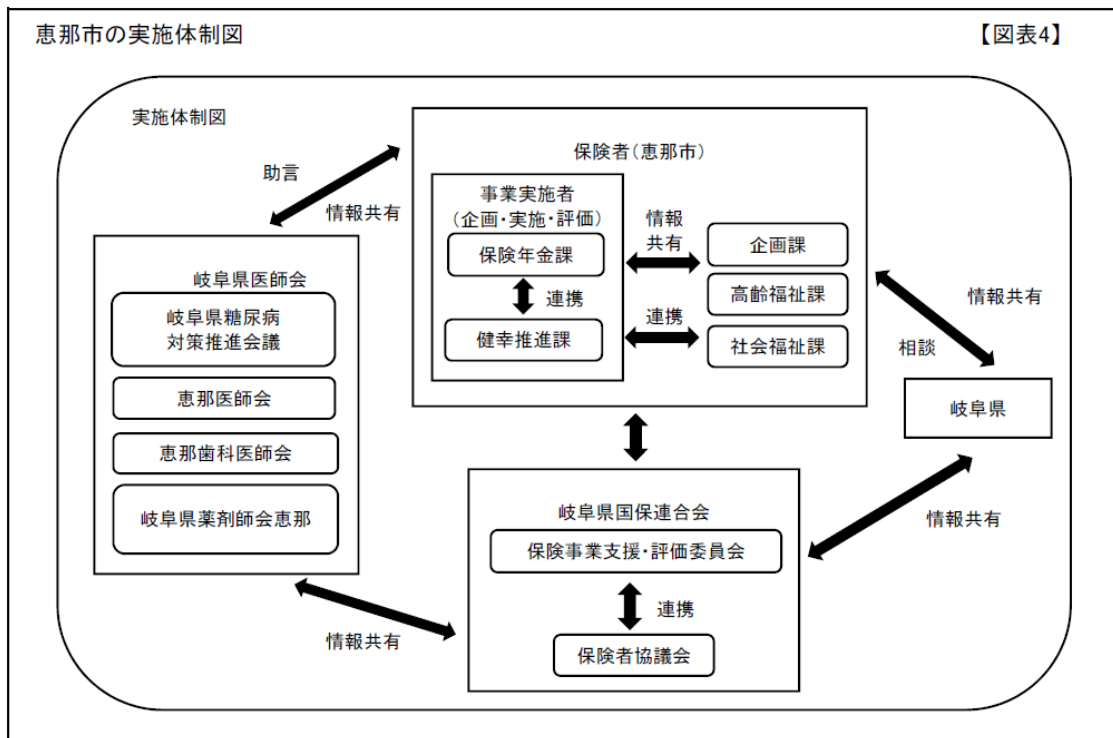 恵那市の実施体制図
【図表4】
実施体制図
助言
情報共有
保険者(恵那市)
事業実施者
(企画・実施・評価)
保険年金課
連携
健幸推進課
情報
共有
連携
企画課
高齢福祉課
社会福祉課
岐阜県医師会
岐阜県糖尿病
対策推進会議
恵那医師会
恵那歯科医師会
岐阜県薬剤師会恵那
情報共有
相談
岐阜県
岐阜県国保連合会
保険事業支援・評価委員会
連携
保険者協議会
情報共有
情報共有